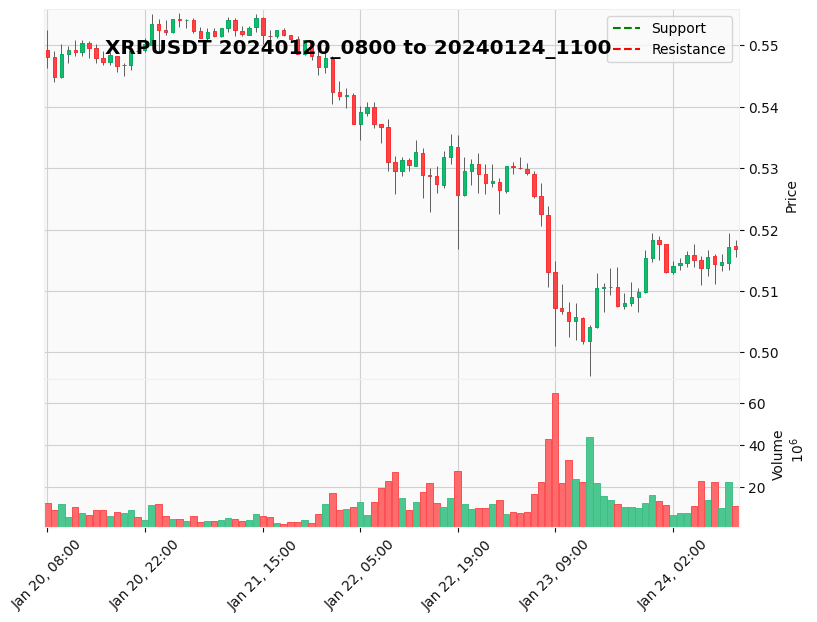 XRPUSDT 20240120_0800 to 20240124_1100
Support
Resistance
0.55
0.54
0.53
0.52
0.51
0.50
Price
60
40
20
Volume
10^6
Jan 20, 08:00
Jan 20, 22:00
Jan 21, 15:00
Jan 22, 05:00
Jan 22, 19:00
Jan 23, 09:00
Jan 24, 02:00